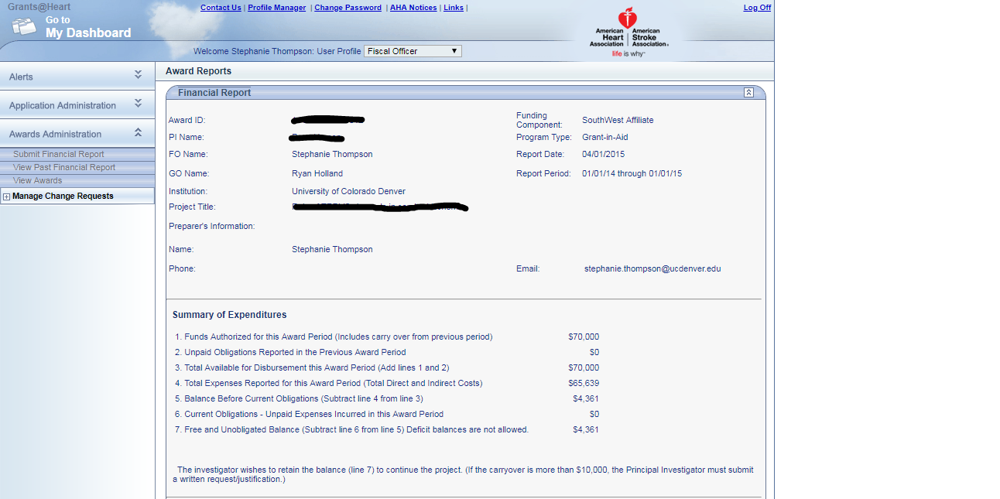 Grants@Heart
Go to
My Dashboard
Contact Us | Profile Manager | Change Password | AHA Notices | Links |
Log Off
Welcome Stephanie Thompson: User Profile Fiscal Officer
American Heart Association
American Stroke Association®
life is why™
Alerts
Application Administration
Awards Administration
Submit Financial Report
View Past Financial Report
View Awards
Manage Change Requests
Award Reports
Financial Report
Award ID:
Funding Component: SouthWest Affiliate
PI Name:
Program Type: Grant-in-Aid
FO Name: Stephanie Thompson
Report Date: 04/01/2015
GO Name: Ryan Holland
Report Period: 01/01/14 through 01/01/15
Institution: University of Colorado Denver
Project Title:
Preparer's Information:
Name: Stephanie Thompson
Phone:
Email: stephanie.thompson@ucdenver.edu
Summary of Expenditures
1. Funds Authorized for this Award Period (Includes carry over from previous period) $70,000
2. Unpaid Obligations Reported in the Previous Award Period $0
3. Total Available for Disbursement this Award Period (Add lines 1 and 2) $70,000
4. Total Expenses Reported for this Award Period (Total Direct and Indirect Costs) $65,639
5. Balance Before Current Obligations (Subtract line 4 from line 3) $4,361
6. Current Obligations - Unpaid Expenses Incurred in this Award Period $0
7. Free and Unobligated Balance (Subtract line 6 from line 5) Deficit balances are not allowed. $4,361
The investigator wishes to retain the balance (line 7) to continue the project. (If the carryover is more than $10,000, the Principal Investigator must submit
a written request/justification.)